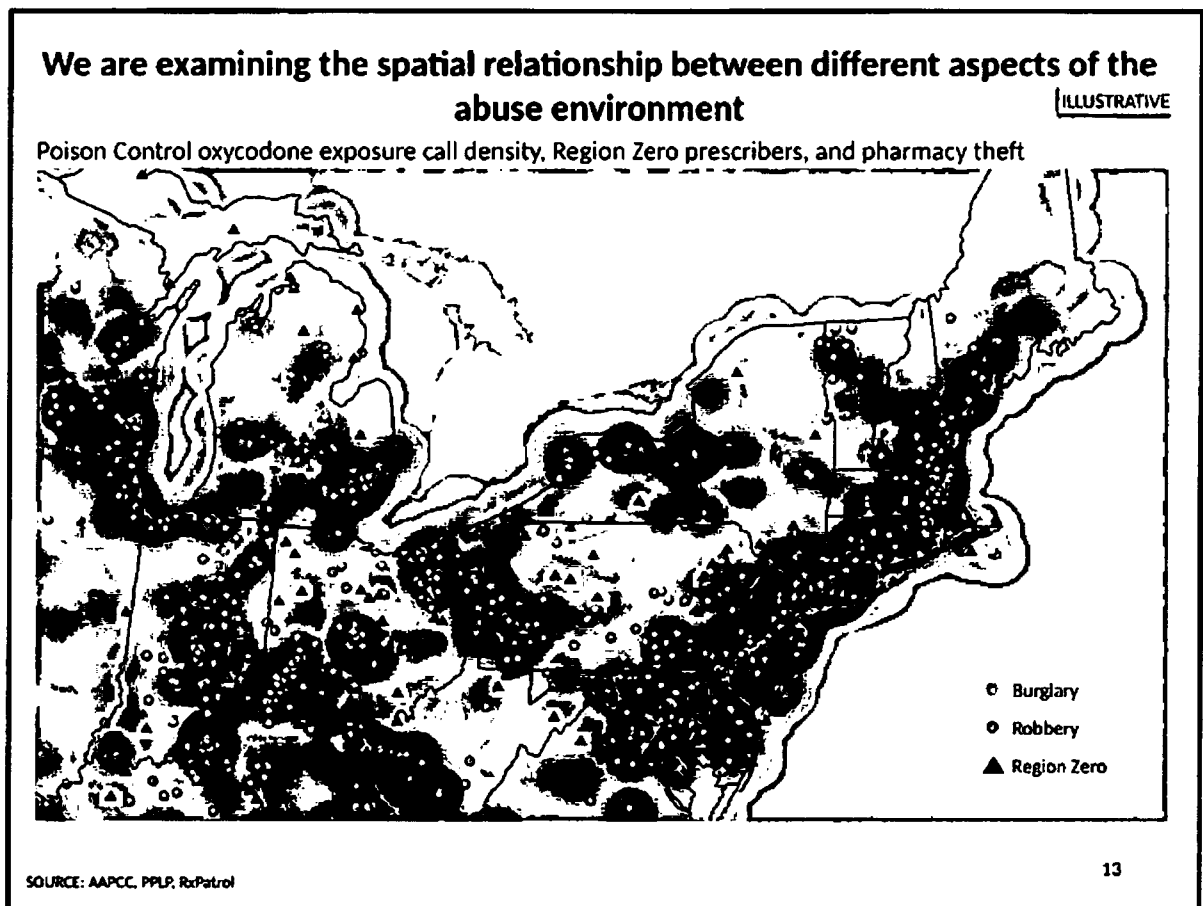 We are examining the spatial relationship between different aspects of the
abuse environment
ILLUSTRATIVE
Poison Control oxycodone exposure call density, Region Zero prescribers, and pharmacy theft
Burglary
Robbery
Region Zero
SOURCE: AAPCC, PPLP, RxPatrol
13